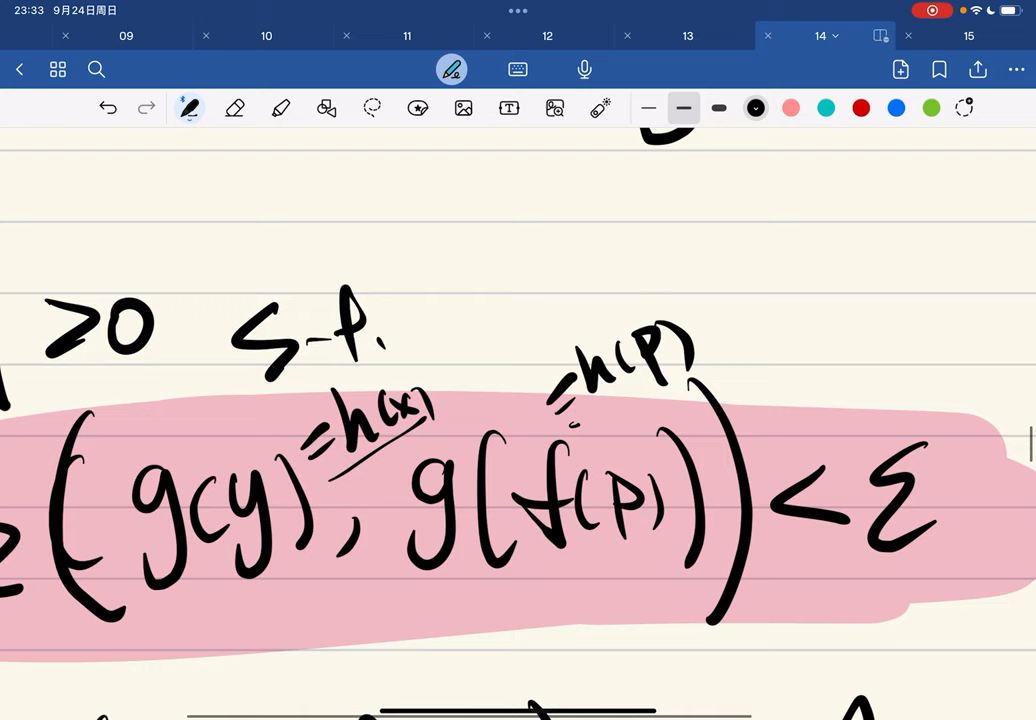 23:33 9月24日周日
09 10 11 12 13 14 15
>0 s.t.
=h(x) =h(p)
(g(y), g(f(p))) < ε